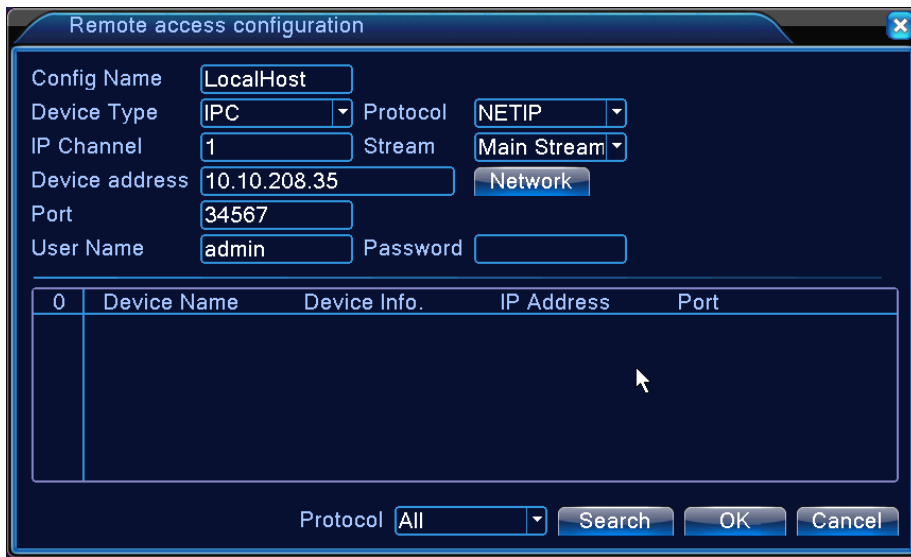 Remote access configuration
Config Name LocalHost
Device Type IPC Protocol NETIP
IP Channel 1 Stream Main Stream
Device address 10.10.208.35 Network
Port 34567
User Name admin Password
0 Device Name Device Info. IP Address Port
Protocol All Search OK Cancel